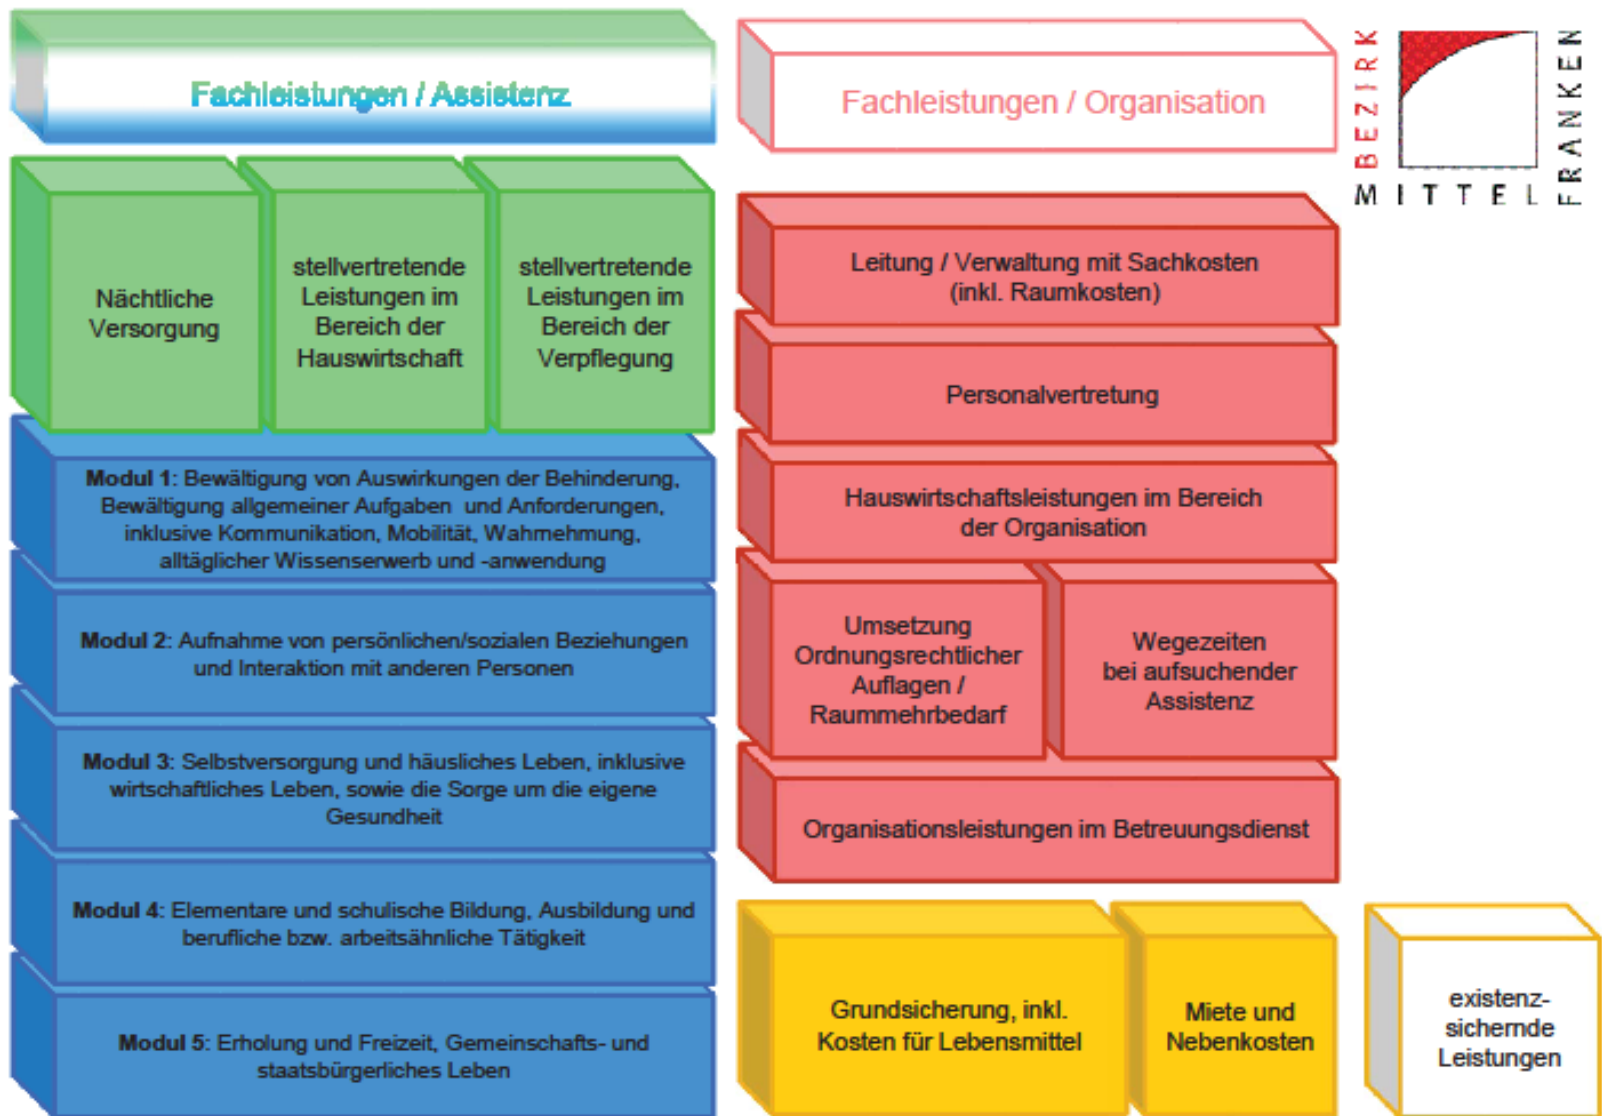 Fachleistungen / Assistenz
Fachleistungen / Organisation
BEZIRK
MITTEL
FRANKEN
Nächtliche
Versorgung
stellvertretende
Leistungen im
Bereich der
Hauswirtschaft
stellvertretende
Leistungen im
Bereich der
Verpflegung
Modul 1: Bewältigung von Auswirkungen der Behinderung,
Bewältigung allgemeiner Aufgaben und Anforderungen,
inklusive Kommunikation, Mobilität, Wahrnehmung,
alltäglicher Wissenserwerb und -anwendung
Modul 2: Aufnahme von persönlichen/sozialen Beziehungen
und Interaktion mit anderen Personen
Modul 3: Selbstversorgung und häusliches Leben, inklusive
wirtschaftliches Leben, sowie die Sorge um die eigene
Gesundheit
Modul 4: Elementare und schulische Bildung, Ausbildung und
berufliche bzw. arbeitsähnliche Tätigkeit
Modul 5: Erholung und Freizeit, Gemeinschafts- und
staatsbürgerliches Leben
Leitung / Verwaltung mit Sachkosten
(inkl. Raumkosten)
Personalvertretung
Hauswirtschaftsleistungen im Bereich
der Organisation
Umsetzung
Ordnungsrechtlicher
Auflagen /
Raummehrbedarf
Wegezeiten
bei aufsuchender
Assistenz
Organisationsleistungen im Betreuungsdienst
Grundsicherung, inkl.
Kosten für Lebensmittel
Miete und
Nebenkosten
existenz-
sichernde
Leistungen